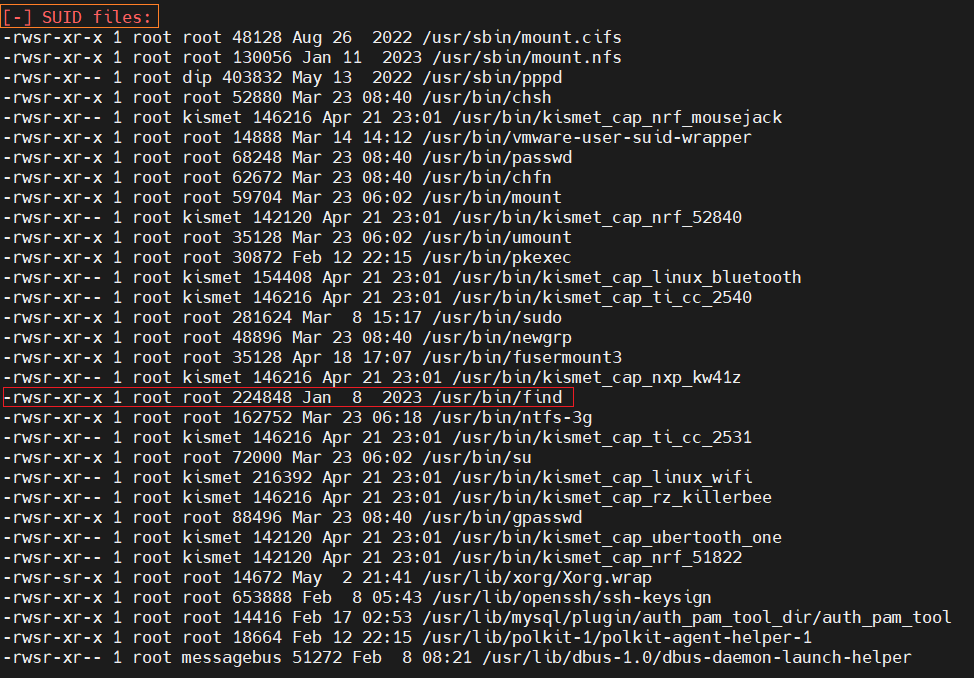 [-] SUID files:
-rwsr-xr-x 1 root root 48128 Aug 26  2022 /usr/sbin/mount.cifs
-rwsr-xr-x 1 root root 130056 Jan 11  2023 /usr/sbin/mount.nfs
-rwsr-xr-- 1 root dip 403832 May 13  2022 /usr/sbin/pppd
-rwsr-xr-x 1 root root 52880 Mar 23 08:40 /usr/bin/chsh
-rwsr-xr-- 1 root kismet 146216 Apr 21 23:01 /usr/bin/kismet_cap_nrf_mousejack
-rwsr-xr-x 1 root root 14888 Mar 14 14:12 /usr/bin/vmware-user-suid-wrapper
-rwsr-xr-x 1 root root 68248 Mar 23 08:40 /usr/bin/passwd
-rwsr-xr-x 1 root root 62672 Mar 23 08:40 /usr/bin/chfn
-rwsr-xr-x 1 root root 59704 Mar 23 06:02 /usr/bin/mount
-rwsr-xr-- 1 root kismet 142120 Apr 21 23:01 /usr/bin/kismet_cap_nrf_52840
-rwsr-xr-x 1 root root 35128 Mar 23 06:02 /usr/bin/umount
-rwsr-xr-x 1 root root 30872 Feb 12 22:15 /usr/bin/pkexec
-rwsr-xr-- 1 root kismet 154408 Apr 21 23:01 /usr/bin/kismet_cap_linux_bluetooth
-rwsr-xr-- 1 root kismet 146216 Apr 21 23:01 /usr/bin/kismet_cap_ti_cc_2540
-rwsr-xr-x 1 root root 281624 Mar  8 15:17 /usr/bin/sudo
-rwsr-xr-x 1 root root 48896 Mar 23 08:40 /usr/bin/newgrp
-rwsr-xr-x 1 root root 35128 Apr 18 17:07 /usr/bin/fusermount3
-rwsr-xr-- 1 root kismet 146216 Apr 21 23:01 /usr/bin/kismet_cap_nxp_kw41z
-rwsr-xr-x 1 root root 224848 Jan  8  2023 /usr/bin/find
-rwsr-xr-x 1 root root 162752 Mar 23 06:18 /usr/bin/ntfs-3g
-rwsr-xr-- 1 root kismet 146216 Apr 21 23:01 /usr/bin/kismet_cap_ti_cc_2531
-rwsr-xr-x 1 root root 72000 Mar 23 06:02 /usr/bin/su
-rwsr-xr-- 1 root kismet 216392 Apr 21 23:01 /usr/bin/kismet_cap_linux_wifi
-rwsr-xr-- 1 root kismet 146216 Apr 21 23:01 /usr/bin/kismet_cap_rz_killerbee
-rwsr-xr-x 1 root root 88496 Mar 23 08:40 /usr/bin/gpasswd
-rwsr-xr-- 1 root kismet 142120 Apr 21 23:01 /usr/bin/kismet_cap_ubertooth_one
-rwsr-xr-- 1 root kismet 142120 Apr 21 23:01 /usr/bin/kismet_cap_nrf_51822
-rwsr-sr-x 1 root root 14672 May  2 21:41 /usr/lib/xorg/Xorg.wrap
-rwsr-xr-x 1 root root 653888 Feb  8 05:43 /usr/lib/openssh/ssh-keysign
-rwsr-xr-x 1 root root 14416 Feb 17 02:53 /usr/lib/mysql/plugin/auth_pam_tool_dir/auth_pam_tool
-rwsr-xr-x 1 root root 18664 Feb 12 22:15 /usr/lib/polkit-1/polkit-agent-helper-1
-rwsr-xr-- 1 root messagebus 51272 Feb  8 08:21 /usr/lib/dbus-1.0/dbus-daemon-launch-helper